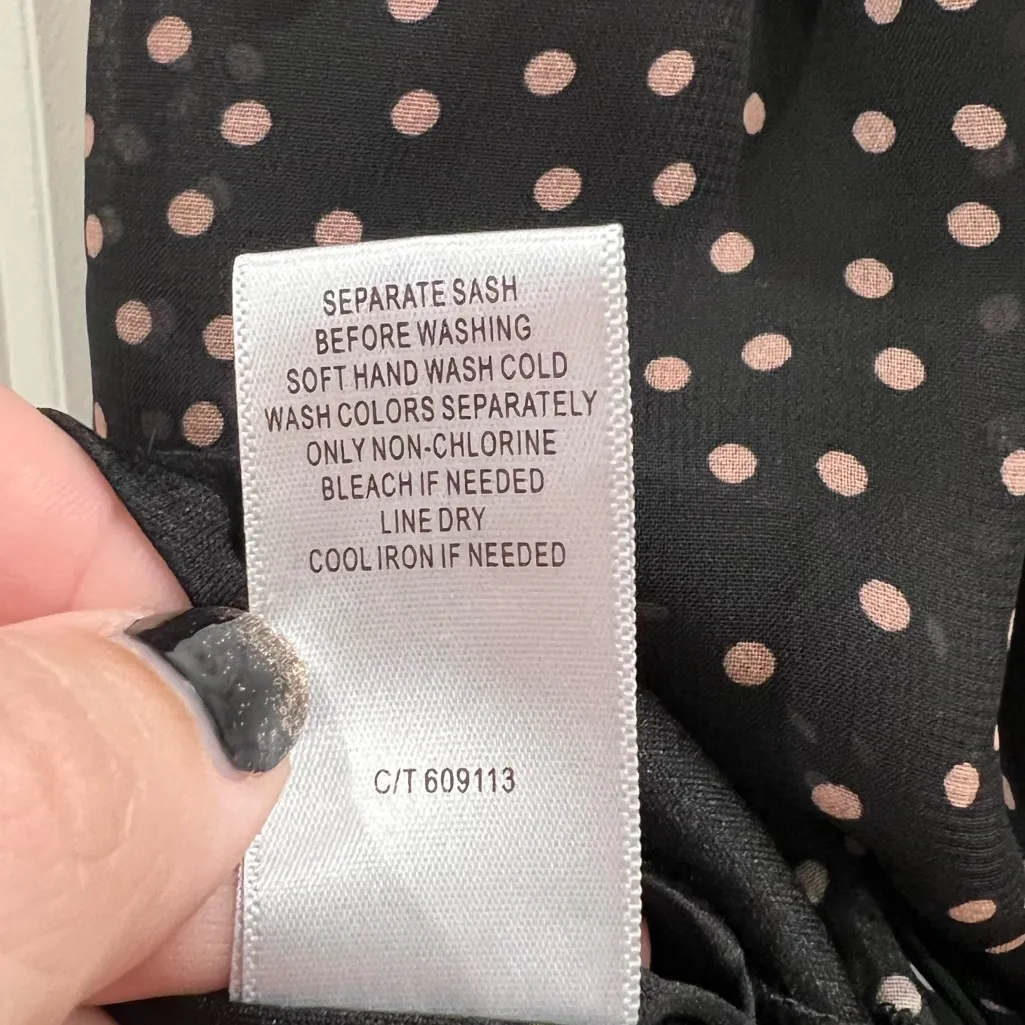 SEPARATE SASH
BEFORE WASHING
SOFT HAND WASH COLD
WASH COLORS SEPARATELY
ONLY NON-CHLORINE
BLEACH IF NEEDED
LINE DRY
COOL IRON IF NEEDED
C/T 609113